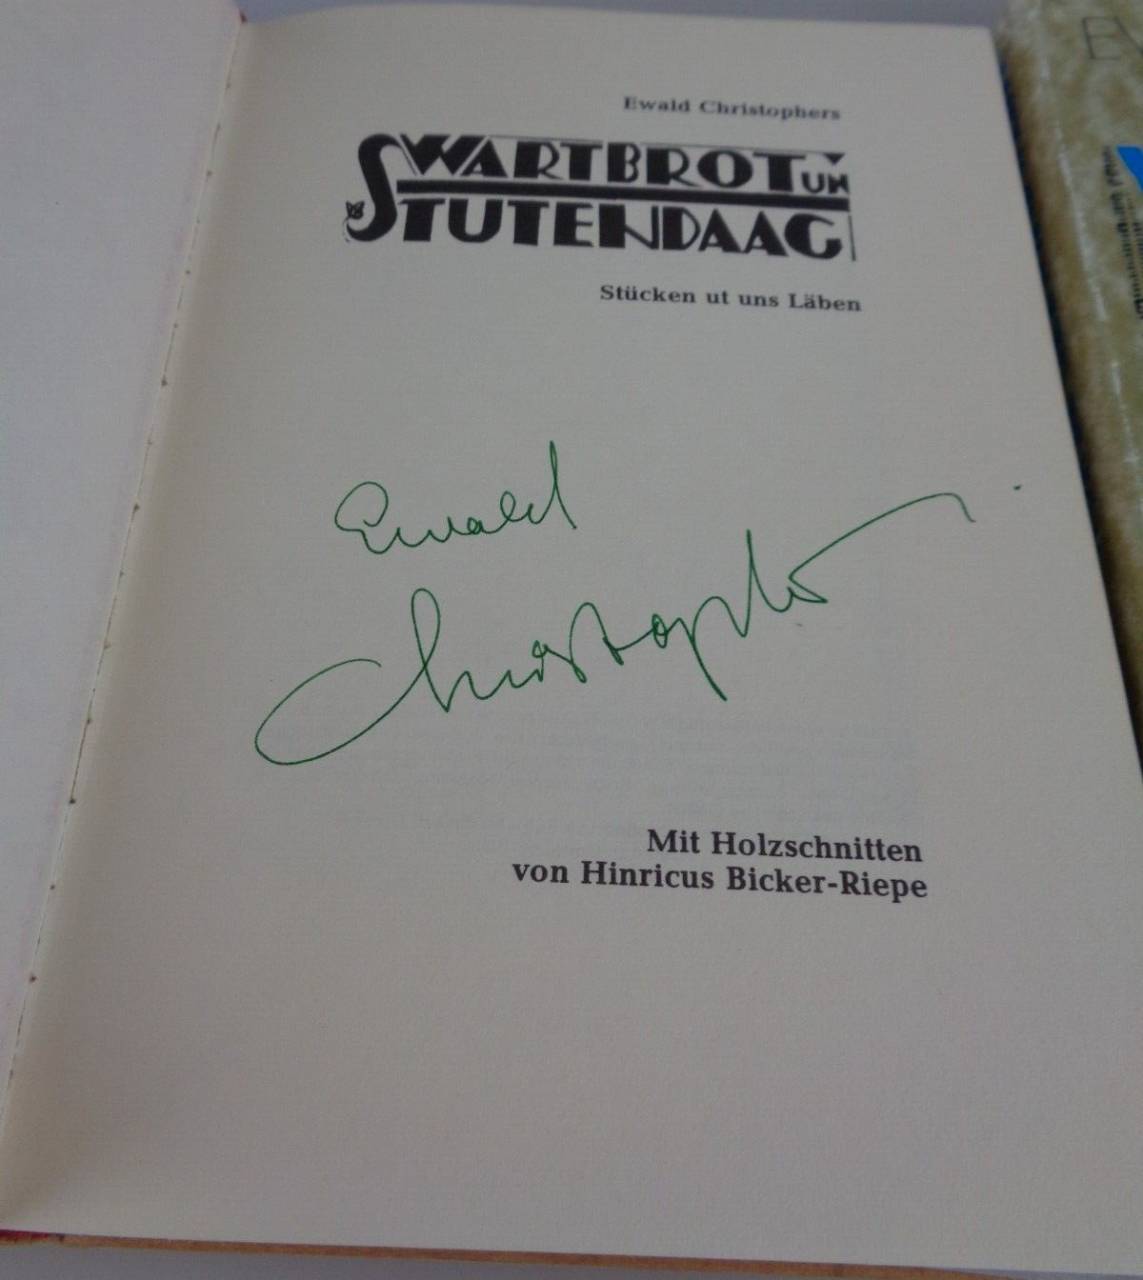 Ewald Christophers
SWARTBROT UN
STUTENDAAG
Stücken ut uns Läben
Ewald
Christophers
Mit Holzschnitten
von Hinricus Bicker-Riepe